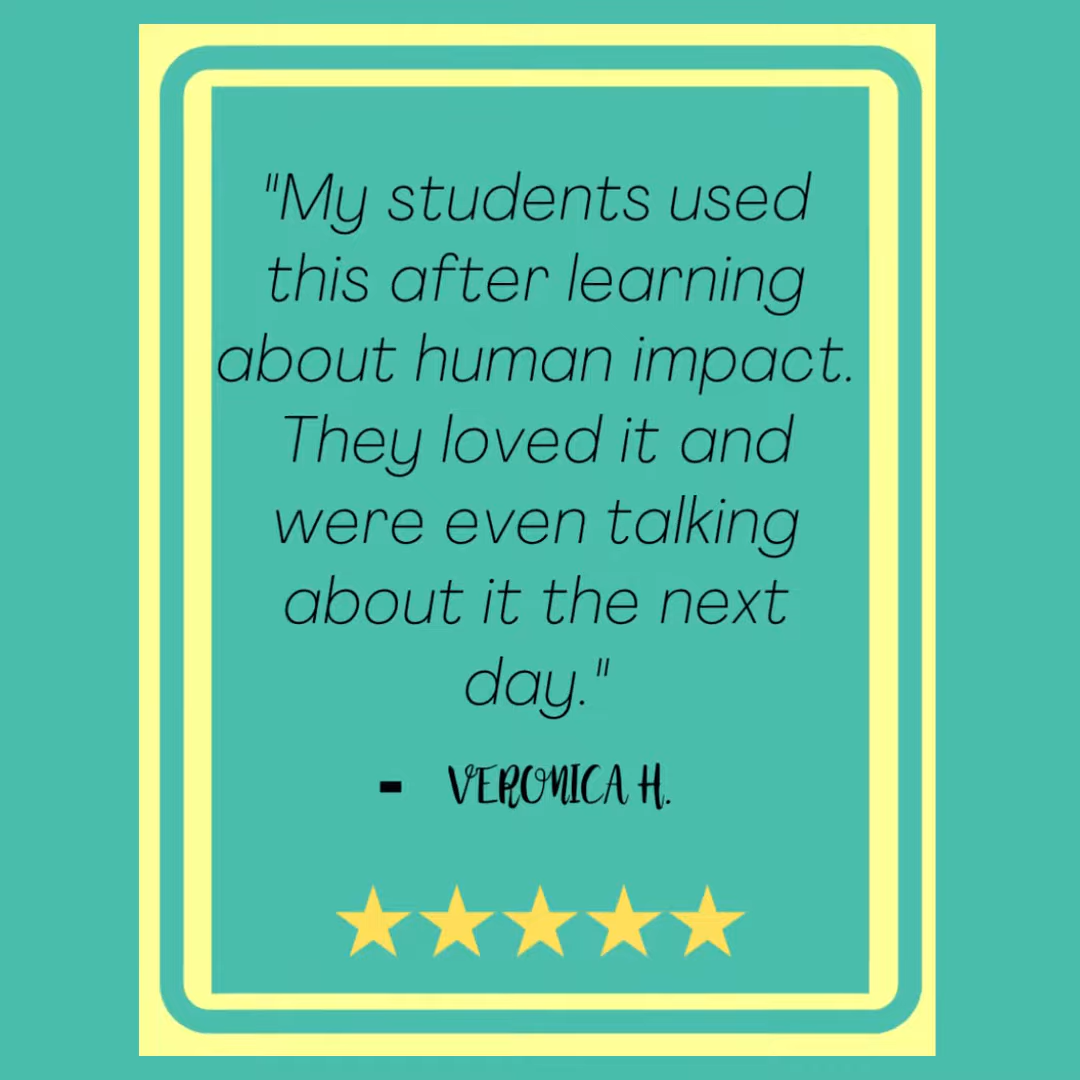 "My students used
this after learning
about human impact.
They loved it and
were even talking
about it the next
day."
- VERONICA H.